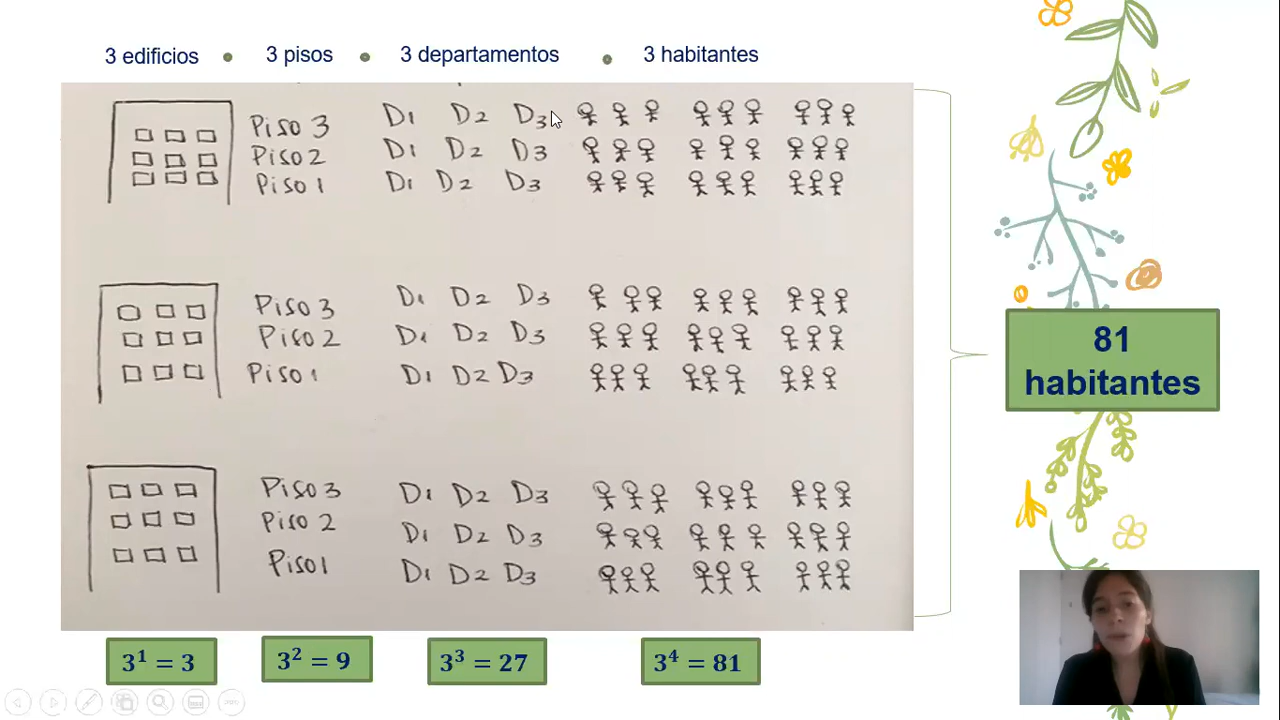 3 edificios • 3 pisos • 3 departamentos • 3 habitantes
Piso 3 D1 D2 D3
Piso 2 D1 D2 D3
Piso 1 D1 D2 D3
Piso 3 D1 D2 D3
Piso 2 D1 D2 D3
Piso 1 D1 D2 D3
Piso 3 D1 D2 D3
Piso 2 D1 D2 D3
Piso 1 D1 D2 D3
81
habitantes
3¹ = 3 3² = 9 3³ = 27 3⁴ = 81